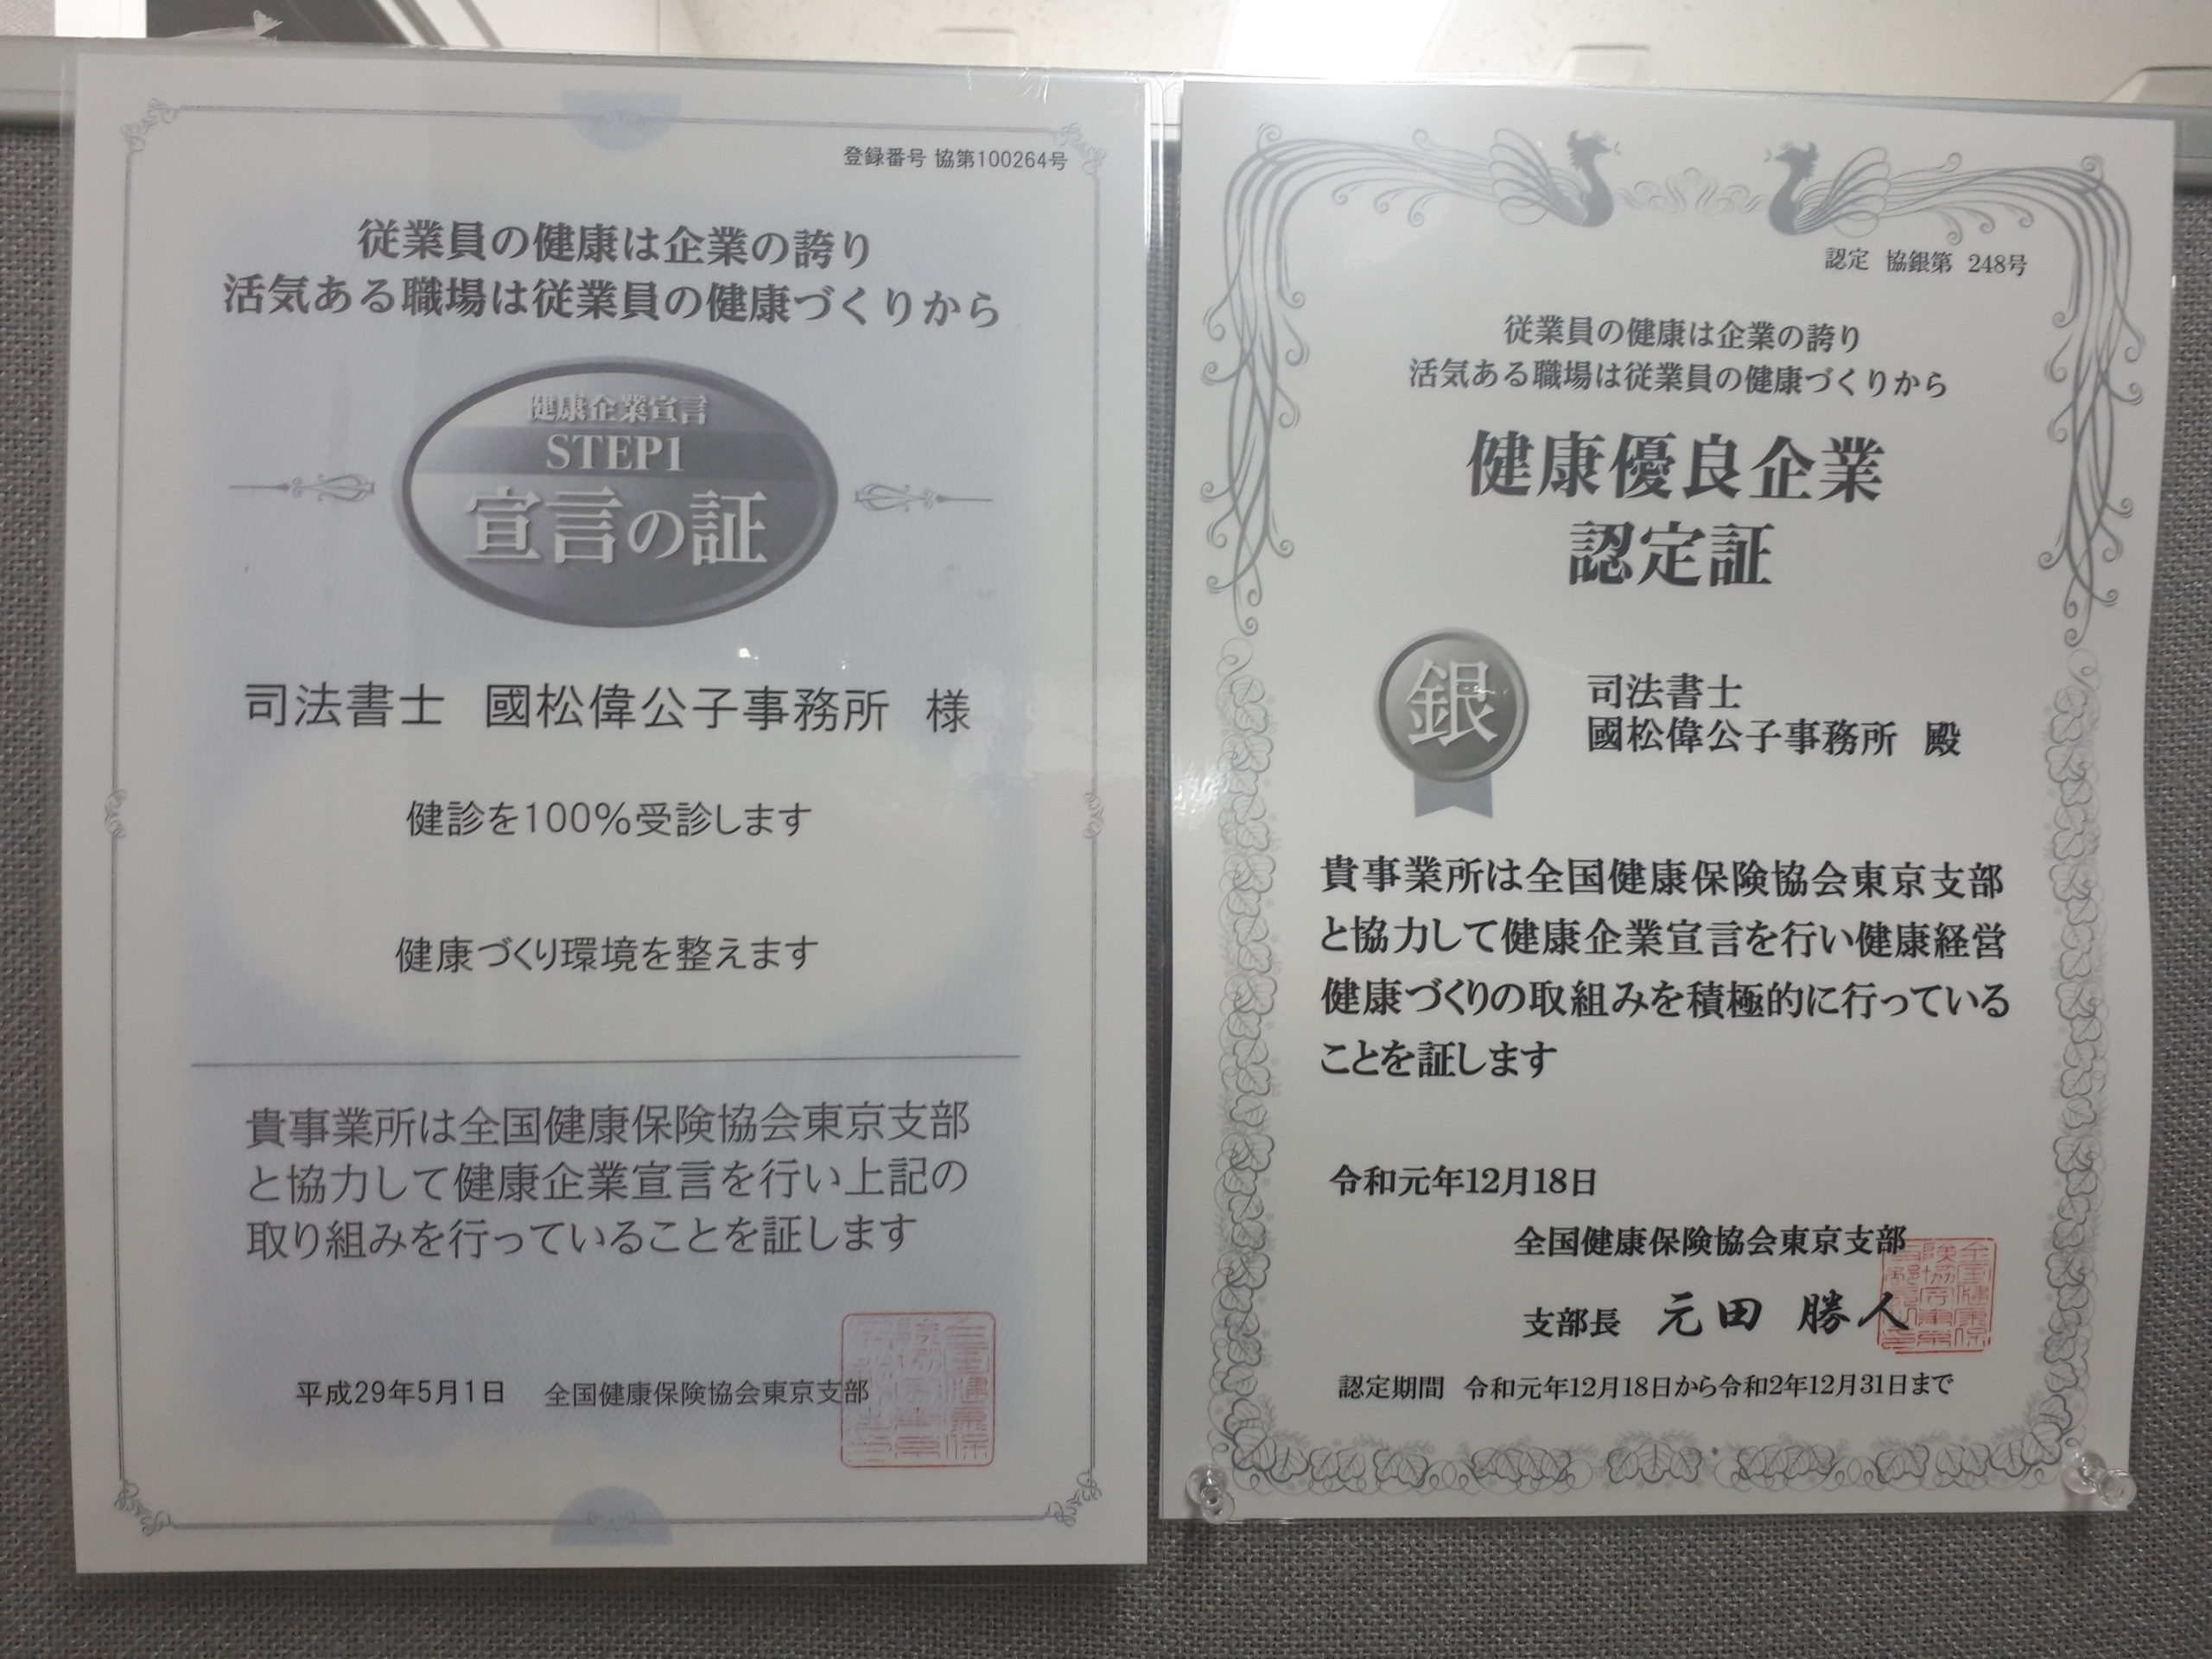 登録番号 協第100264号
従業員の健康は企業の誇り
活気ある職場は従業員の健康づくりから
健康企業宣言
STEP1
宣言の証
司法書士 國松偉公子事務所 様
健診を100%受診します
健康づくり環境を整えます
貴事業所は全国健康保険協会東京支部
と協力して健康企業宣言を行い上記の
取り組みを行っていることを証します
平成29年5月1日 全国健康保険協会東京支部
認定 協銀第 248号
従業員の健康は企業の誇り
活気ある職場は従業員の健康づくりから
健康優良企業
認定証
銀
司法書士
國松偉公子事務所 殿
貴事業所は全国健康保険協会東京支部
と協力して健康企業宣言を行い健康経営
健康づくりの取組みを積極的に行っている
ことを証します
令和元年12月18日
全国健康保険協会東京支部
支部長 元田 勝人
認定期間 令和元年12月18日から令和2年12月31日まで